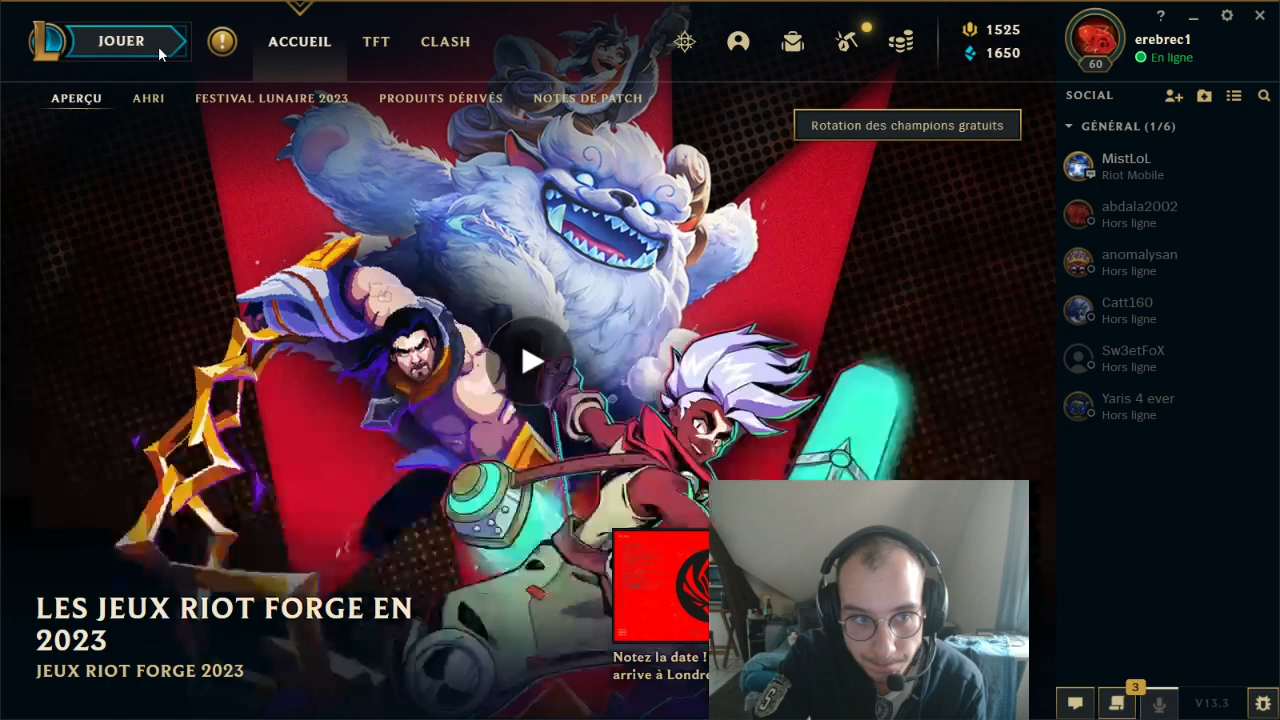 JOUER
ACCUEIL
TFT
CLASH
1525
1650
?
erebrec1
En ligne
60
APERÇU
AHRI
FESTIVAL LUNAIRE 2023
PRODUITS DÉRIVÉS
NOTES DE PATCH
SOCIAL
Rotation des champions gratuits
GÉNÉRAL (1/6)
MistLoL
Riot Mobile
abdala2002
Hors ligne
anomalysan
Hors ligne
Catt160
Hors ligne
Sw3etFoX
Hors ligne
Yaris 4 ever
Hors ligne
LES JEUX RIOT FORGE EN
2023
JEUX RIOT FORGE 2023
Notez la date !
arrive à Londre
3
V13.3